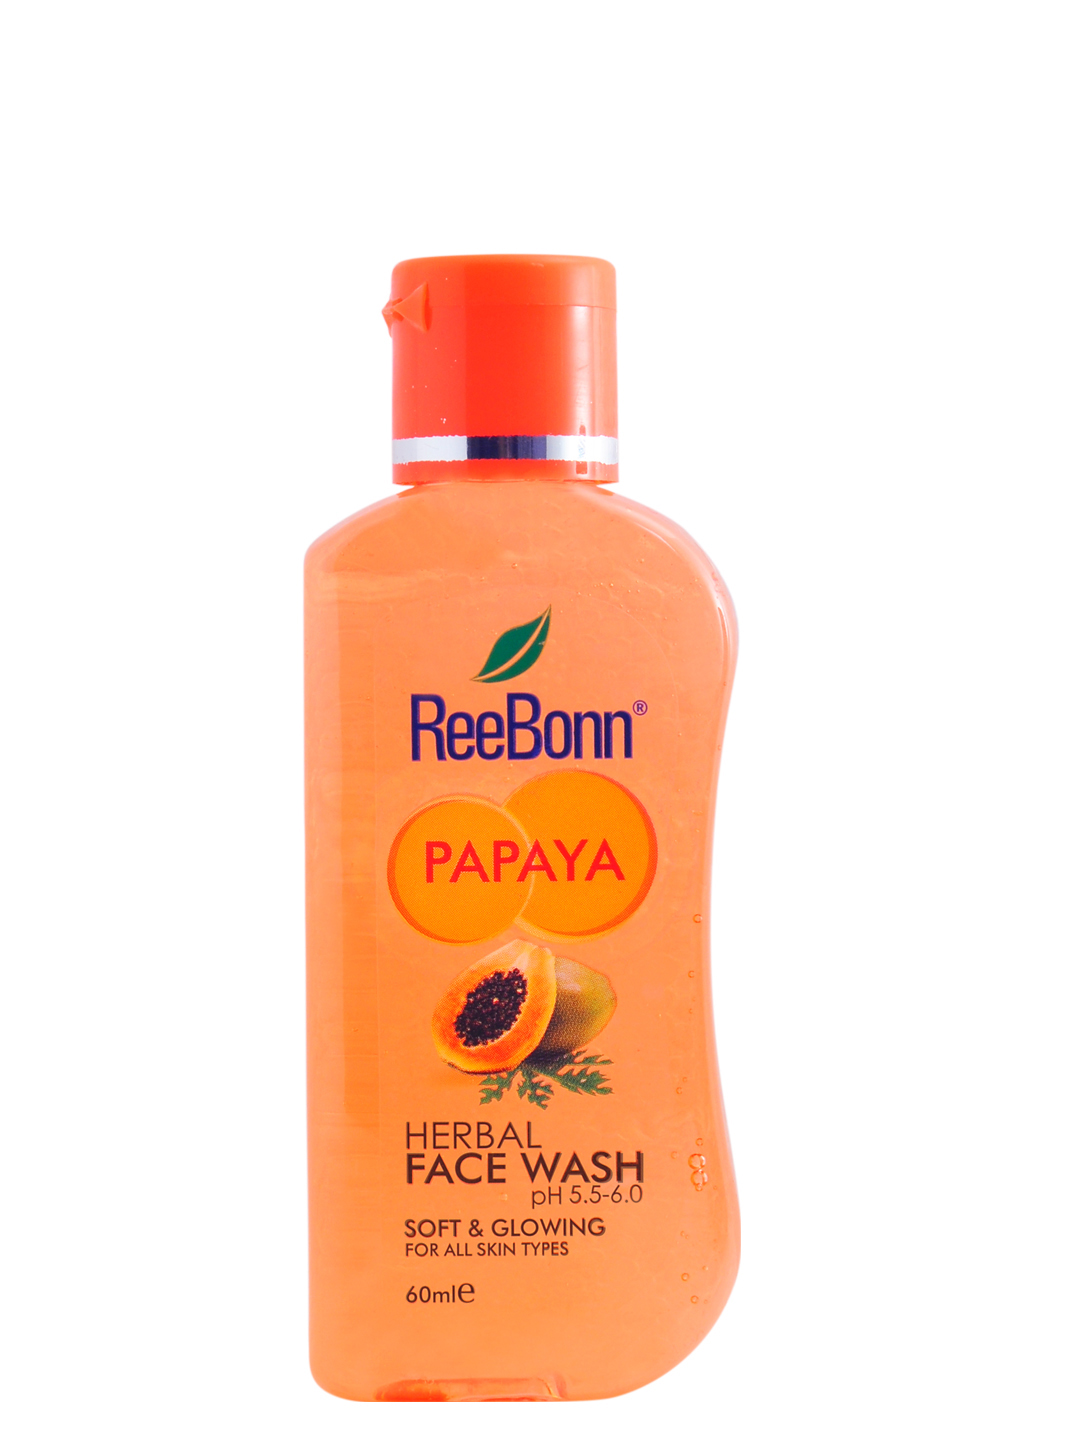 ReeBonn®
PAPAYA
HERBAL
FACE WASH
pH 5.5-6.0
SOFT & GLOWING
FOR ALL SKIN TYPES
60ml℮